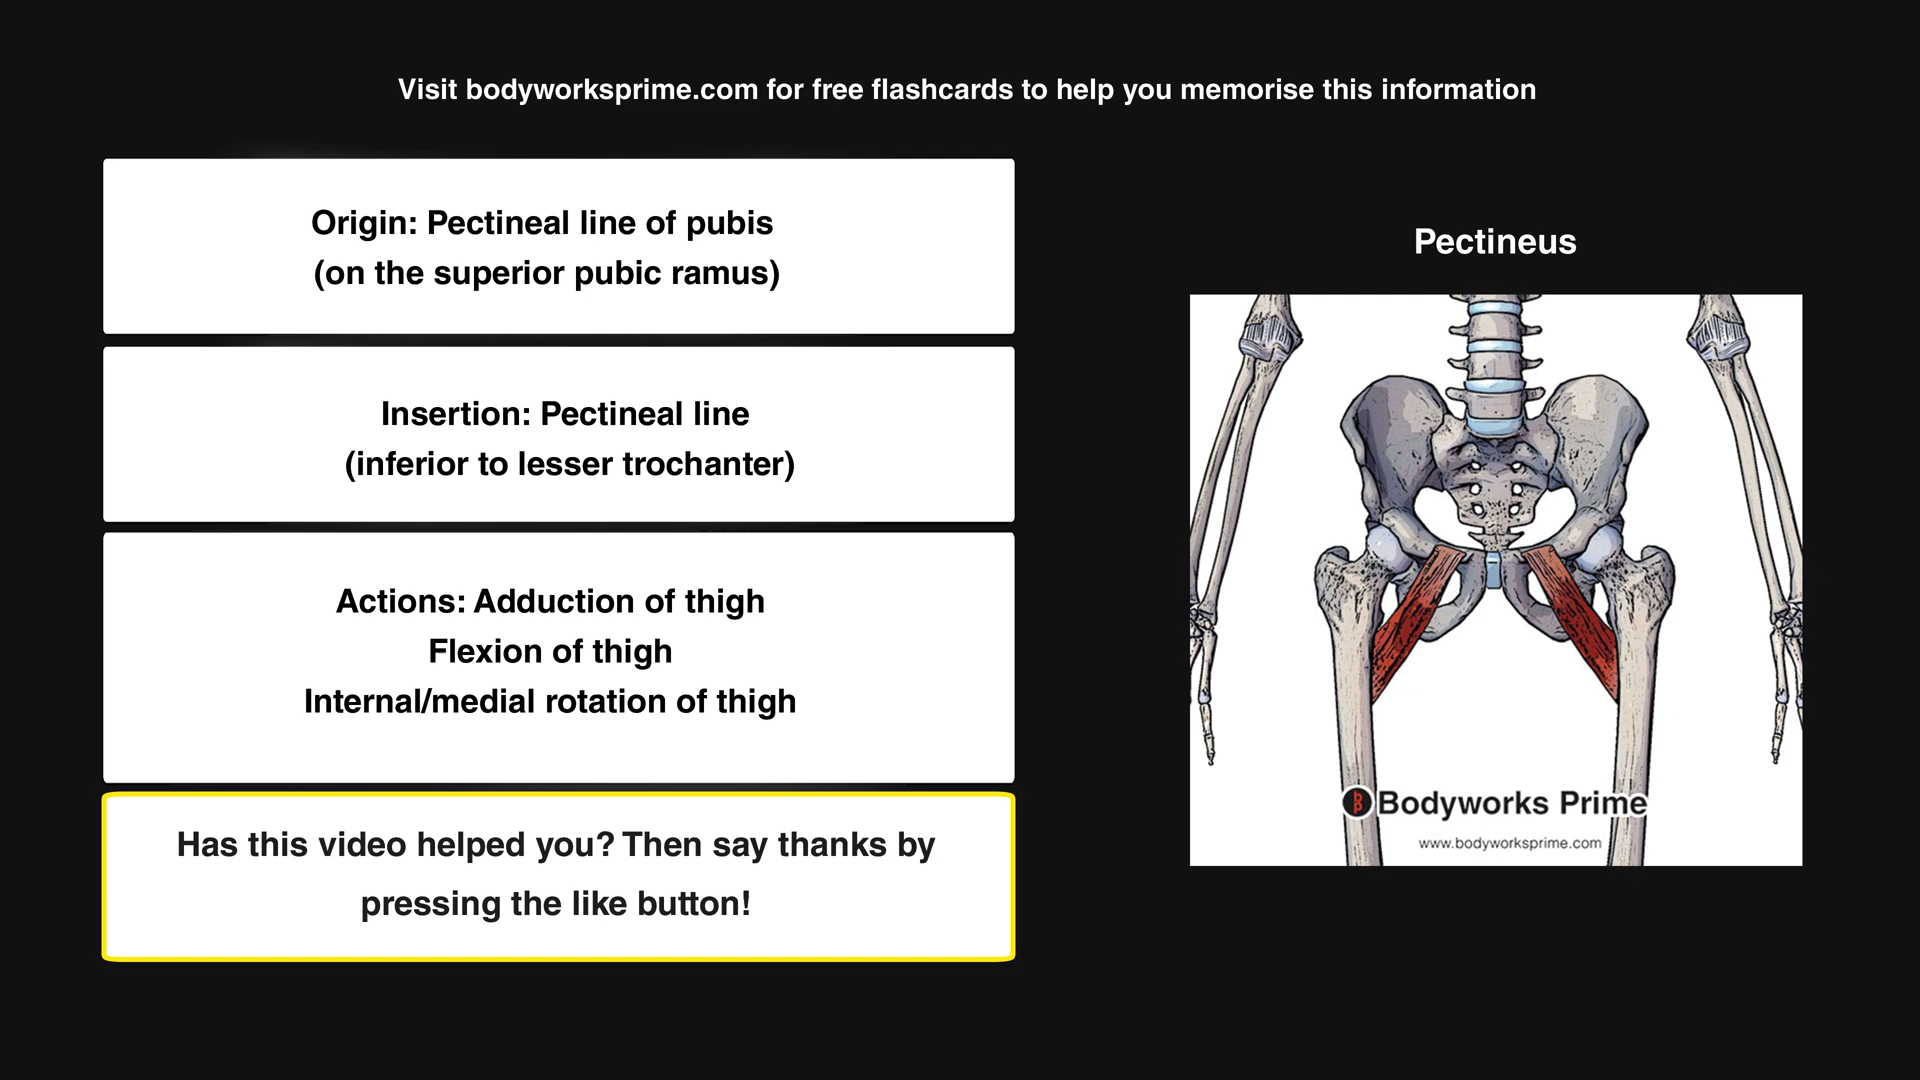 Visit bodyworksprime.com for free flashcards to help you memorise this information
Origin: Pectineal line of pubis
(on the superior pubic ramus)
Insertion: Pectineal line
(inferior to lesser trochanter)
Actions: Adduction of thigh
Flexion of thigh
Internal/medial rotation of thigh
Has this video helped you? Then say thanks by
pressing the like button!
Pectineus
bp Bodyworks Prime
www.bodyworksprime.com